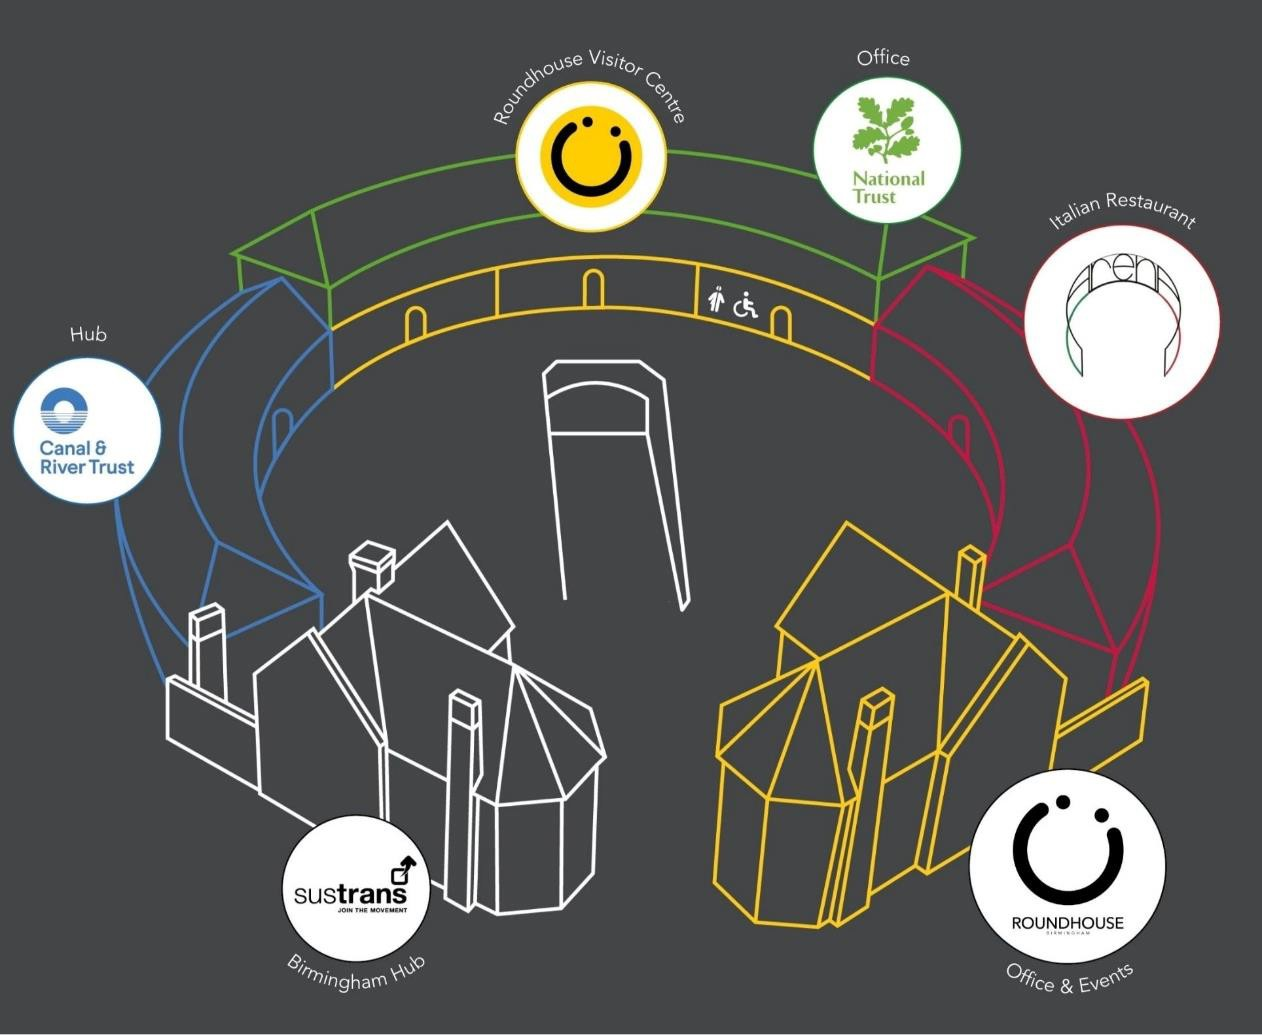 Roundhouse Visitor Centre
Office
National
Trust
Italian Restaurant
Hub
Canal &
River Trust
sustrans
JOIN THE MOVEMENT
Birmingham Hub
ROUNDHOUSE
BIRMINGHAM
Office & Events